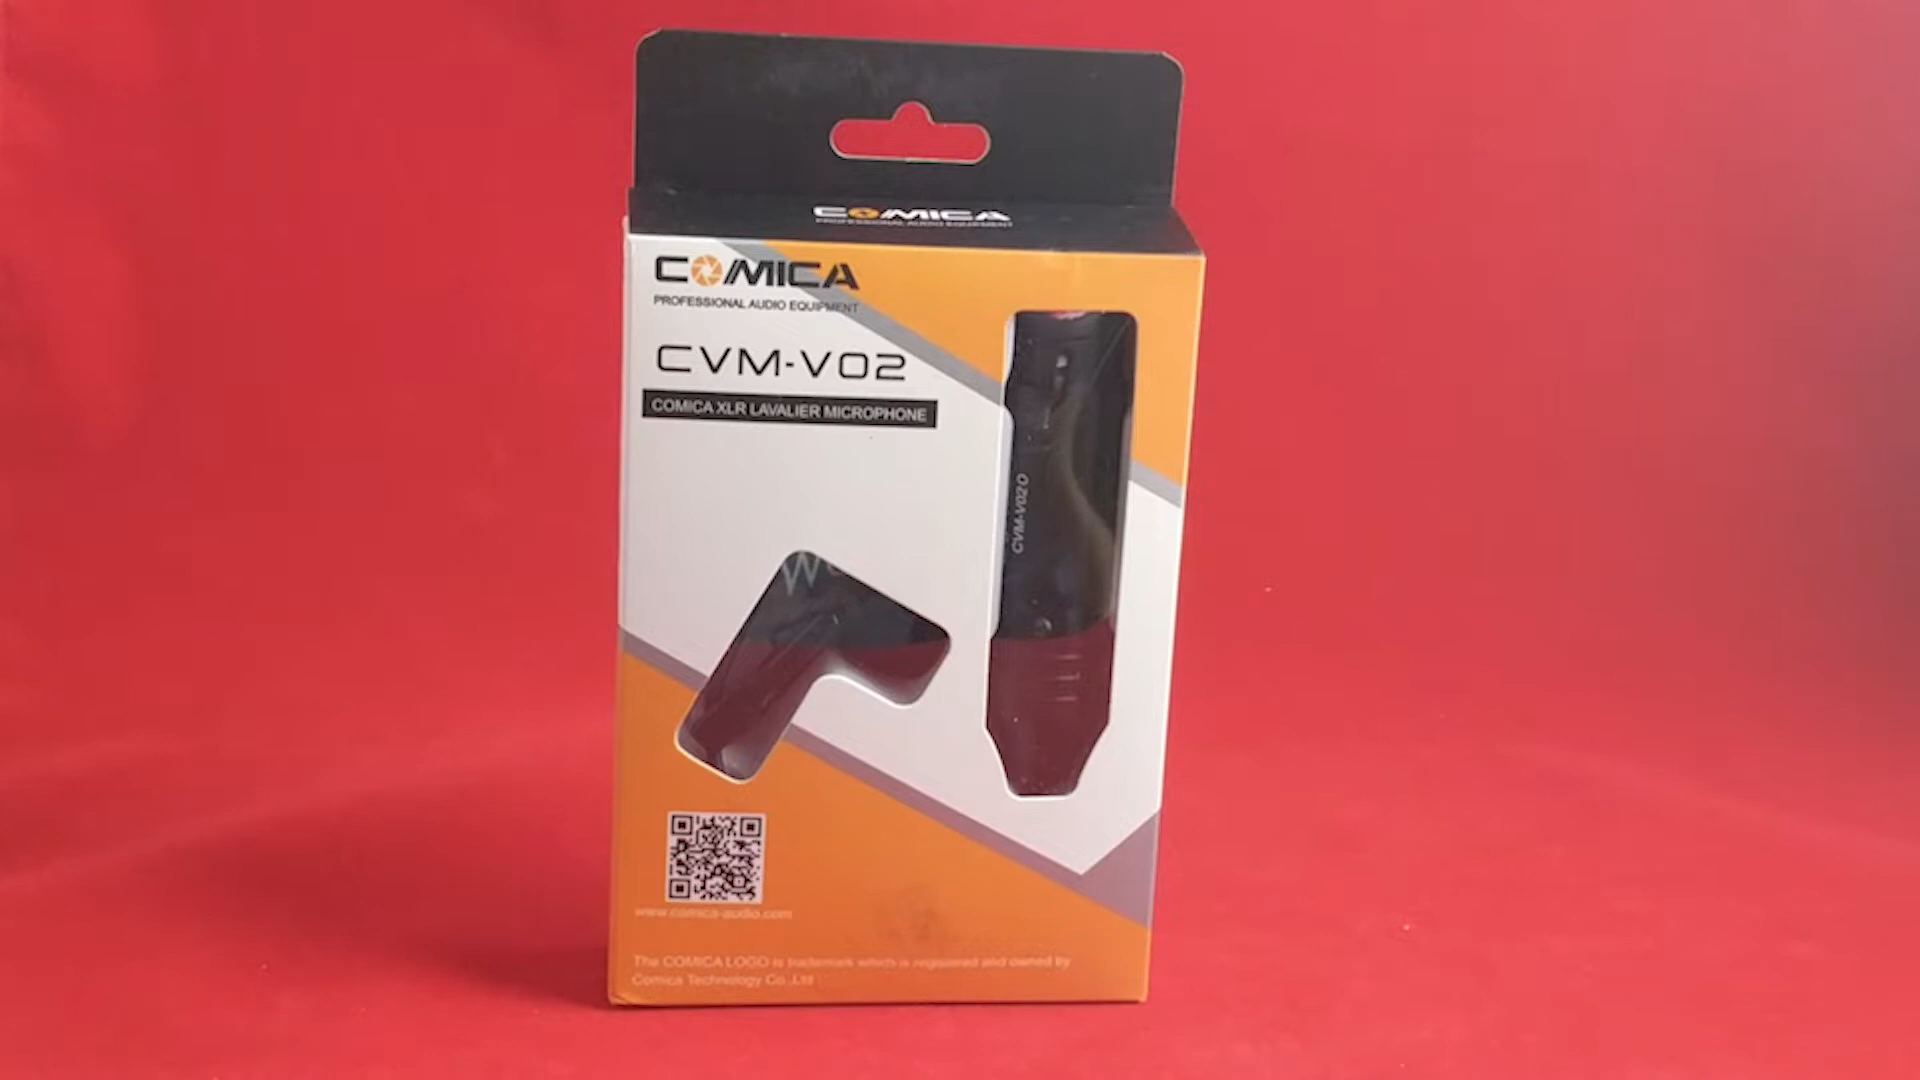 COMICA
PROFESSIONAL AUDIO EQUIPMENT
COMICA
PROFESSIONAL AUDIO EQUIPMENT
CVM-V02
COMICA XLR LAVALIER MICROPHONE
CVM-V02O
www.comica-audio.com
The COMICA LOGO is trademark which is registered and owned by
Comica Technology Co.,Ltd